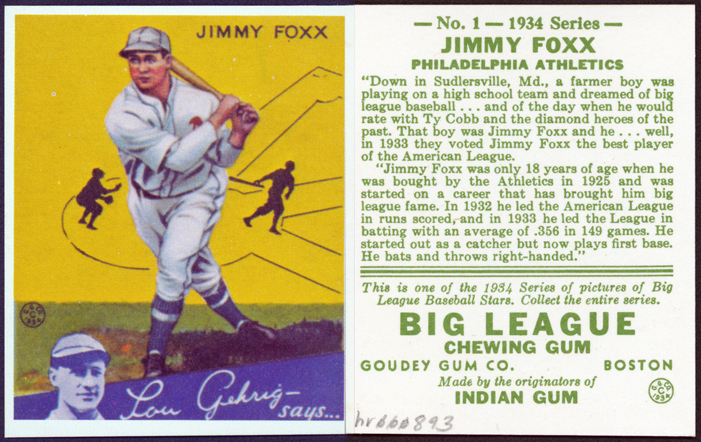 JIMMY FOXX
Lou Gehrig—
says...
— No. 1 — 1934 Series —
JIMMY FOXX
PHILADELPHIA ATHLETICS
"Down in Sudlersville, Md., a farmer boy was
playing on a high school team and dreamed of big
league baseball . . . and of the day when he would
rate with Ty Cobb and the diamond heroes of the
past. That boy was Jimmy Foxx and he . . . well,
in 1933 they voted Jimmy Foxx the best player
of the American League.
"Jimmy Foxx was only 18 years of age when he
was bought by the Athletics in 1925 and was
started on a career that has brought him big
league fame. In 1932 he led the American League
in runs scored, and in 1933 he led the League in
batting with an average of .356 in 149 games. He
started out as a catcher but now plays first base.
He bats and throws right-handed."
This is one of the 1934 Series of pictures of Big
League Baseball Stars. Collect the entire series.
BIG LEAGUE
CHEWING GUM
GOUDEY GUM CO. BOSTON
Made by the originators of
INDIAN GUM